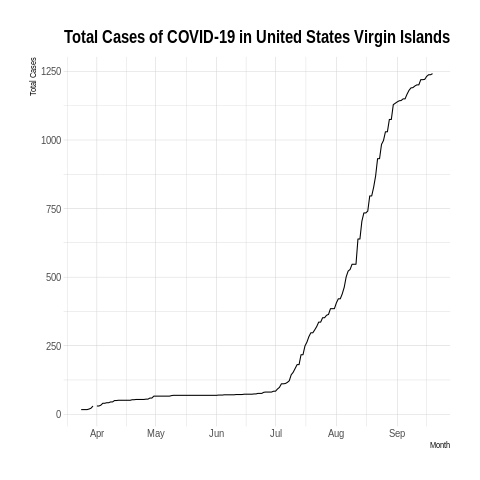 Total Cases of COVID-19 in United States Virgin Islands
Total Cases
1250
1000
750
500
250
0
Apr May Jun Jul Aug Sep
Month